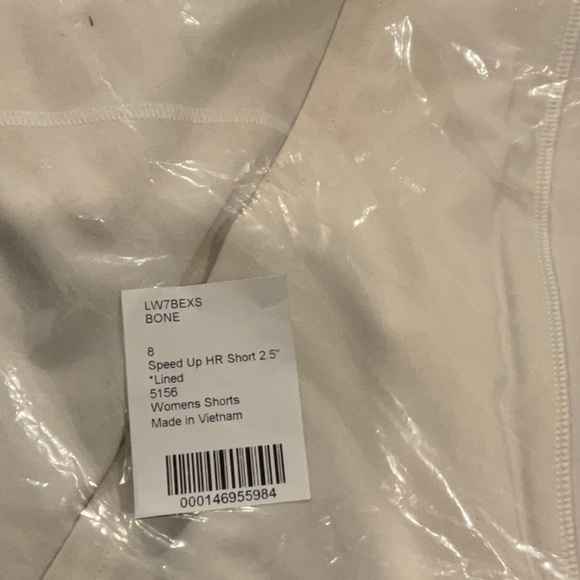 LW7BEXS
BONE
8
Speed Up HR Short 2.5"
*Lined
5156
Womens Shorts
Made in Vietnam
000146955984